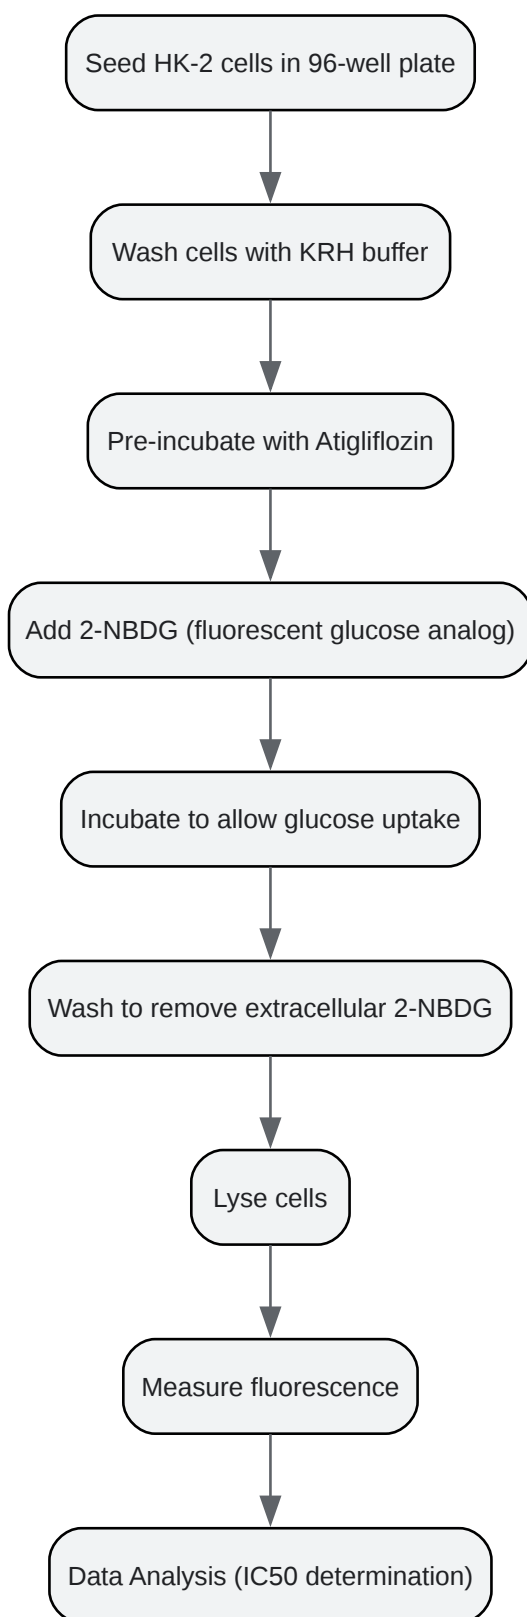 Seed HK-2 cells in 96-well plate
Wash cells with KRH buffer
Pre-incubate with Atigliflozin
Add 2-NBDG (fluorescent glucose analog)
Incubate to allow glucose uptake
Wash to remove extracellular 2-NBDG
Lyse cells
Measure fluorescence
Data Analysis (IC50 determination)